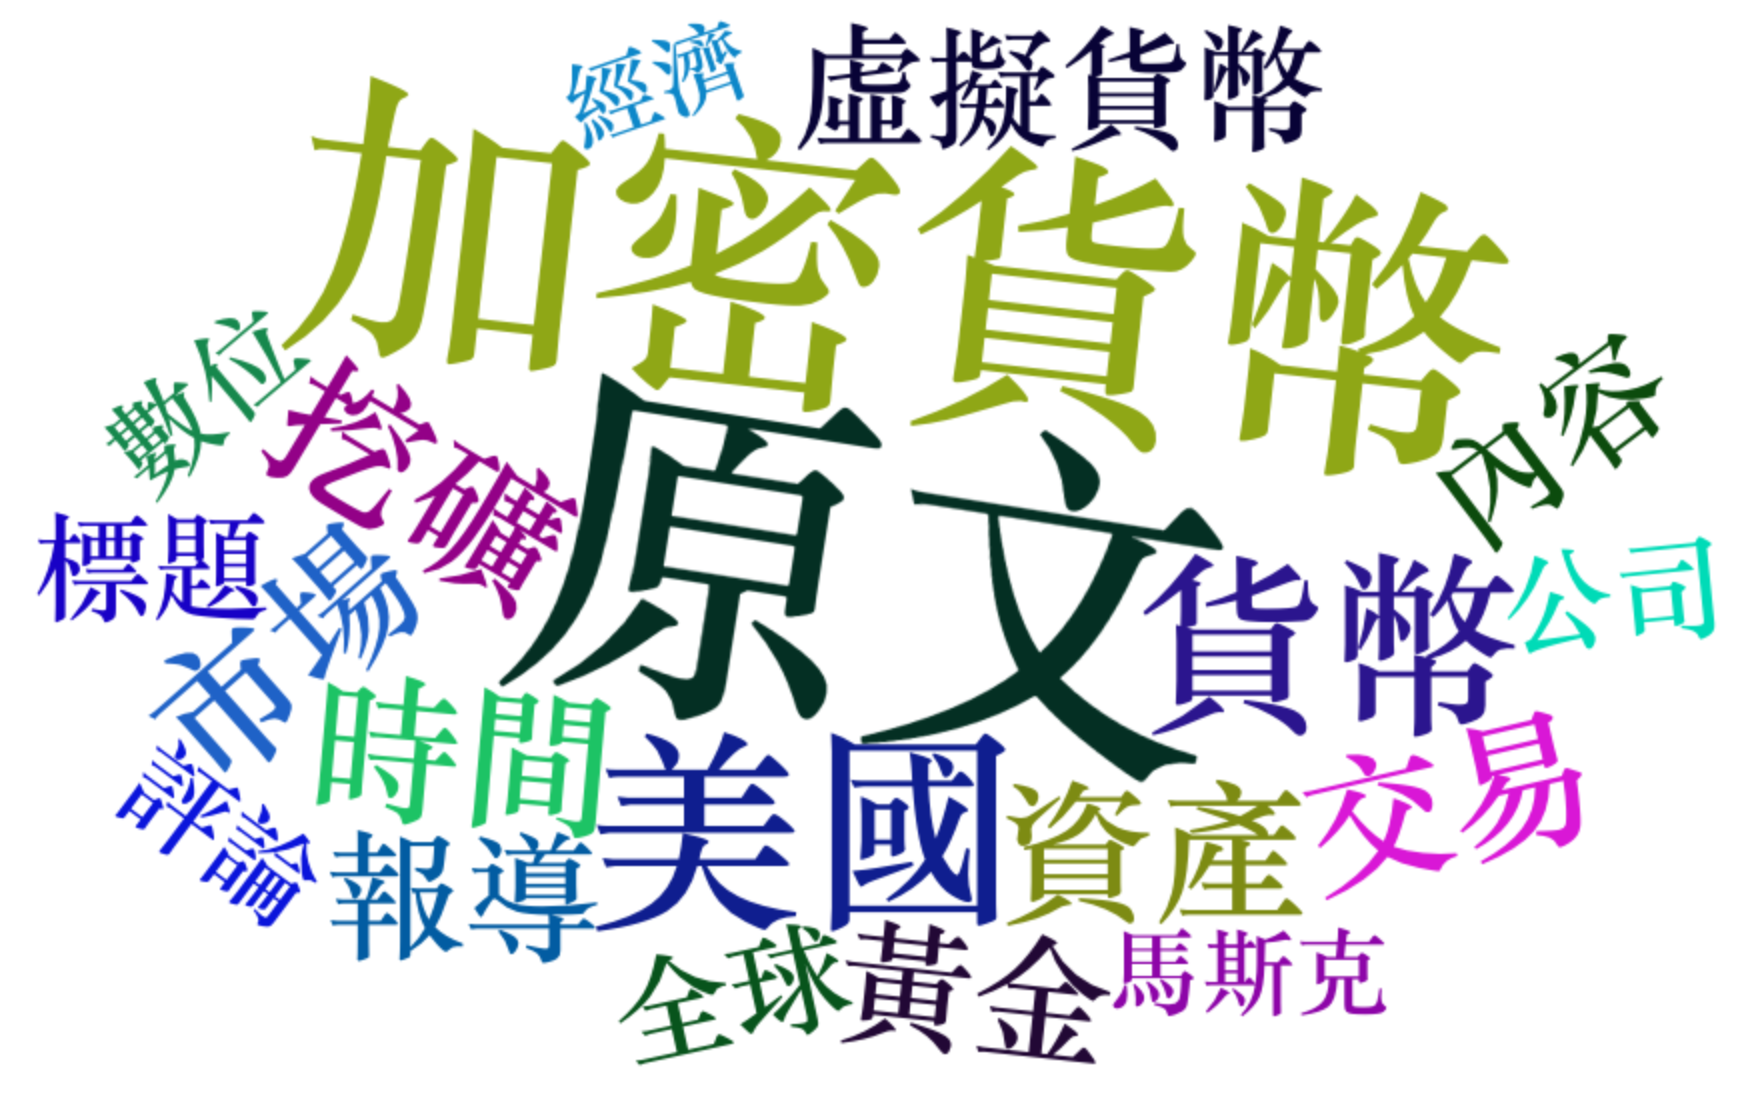 經濟
虛擬貨幣
加密貨幣
數位
挖礦
內容
原文
標題
市場
貨幣
公司
時間
美國
資產
交易
評論
報導
全球
黃金
馬斯克